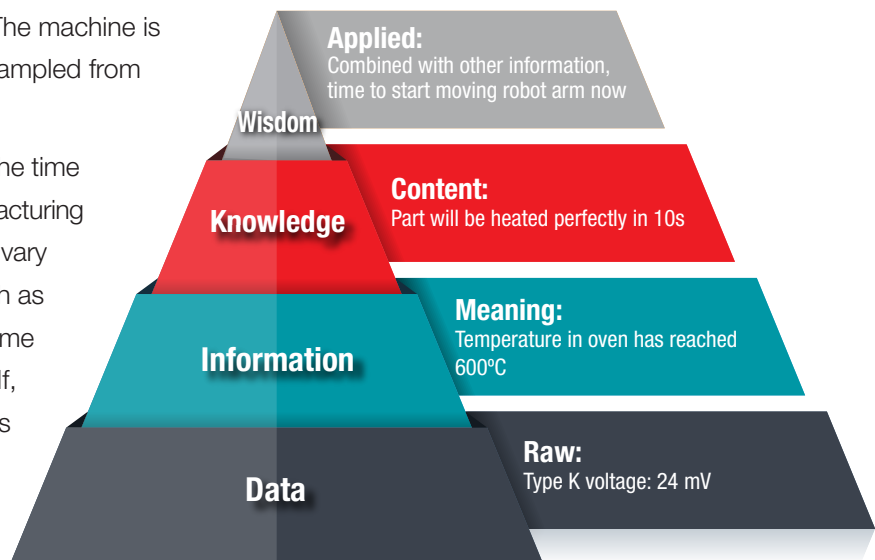 The machine is
ampled from
ne time
acturing
vary
n as
me
lf,
s
Applied:
Combined with other information,
time to start moving robot arm now
Wisdom
Content:
Part will be heated perfectly in 10s
Knowledge
Meaning:
Temperature in oven has reached
600ºC
Information
Raw:
Type K voltage: 24 mV
Data